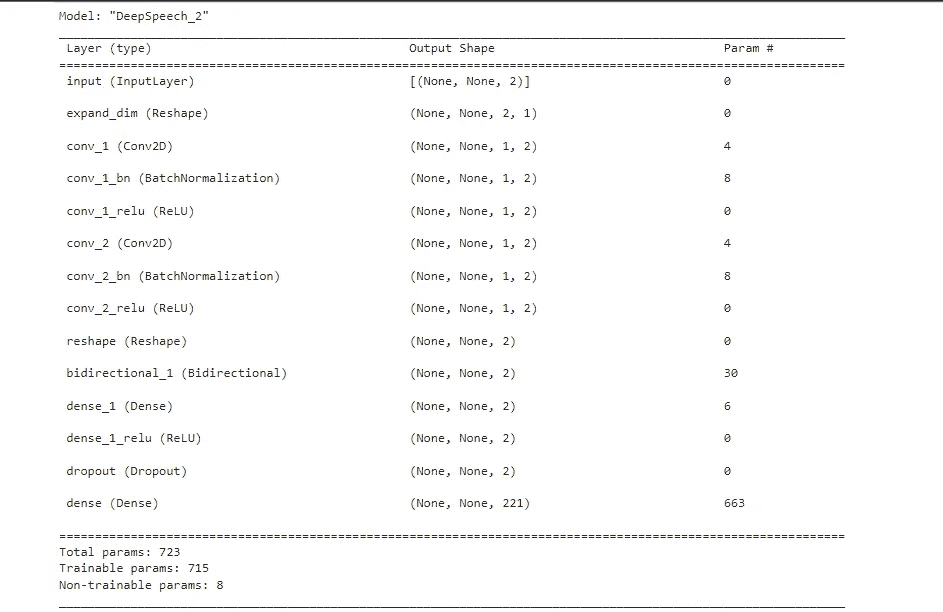 Model: "DeepSpeech_2"
Layer (type) Output Shape Param #
input (InputLayer) [(None, None, 2)] 0
expand_dim (Reshape) (None, None, 2, 1) 0
conv_1 (Conv2D) (None, None, 1, 2) 4
conv_1_bn (BatchNormalization) (None, None, 1, 2) 8
conv_1_relu (ReLU) (None, None, 1, 2) 0
conv_2 (Conv2D) (None, None, 1, 2) 4
conv_2_bn (BatchNormalization) (None, None, 1, 2) 8
conv_2_relu (ReLU) (None, None, 1, 2) 0
reshape (Reshape) (None, None, 2) 0
bidirectional_1 (Bidirectional) (None, None, 2) 30
dense_1 (Dense) (None, None, 2) 6
dense_1_relu (ReLU) (None, None, 2) 0
dropout (Dropout) (None, None, 2) 0
dense (Dense) (None, None, 221) 663
Total params: 723
Trainable params: 715
Non-trainable params: 8